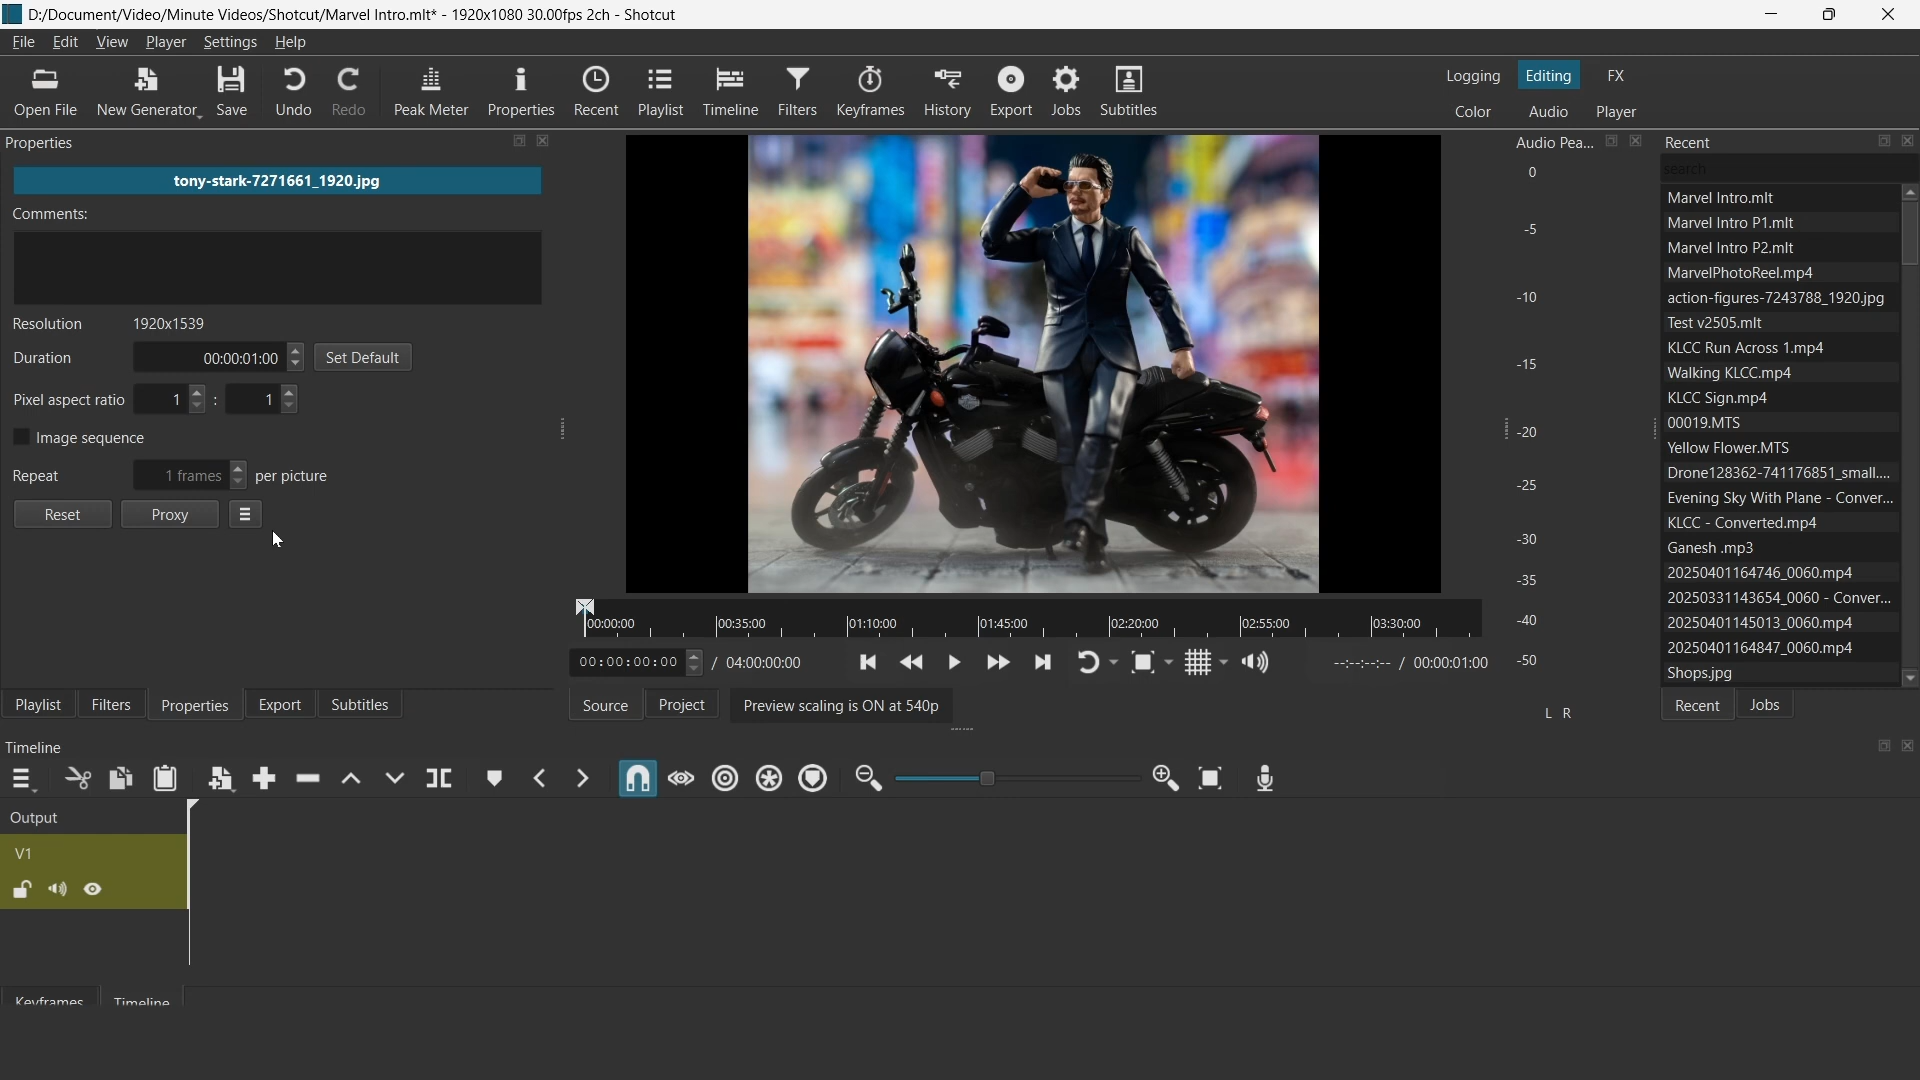 D:/Document/Video/Minute Videos/Shotcut/Marvel Intro.mlt* - 1920x1080 30.00fps 2ch - Shotcut
File Edit View Player Settings Help
Open File New Generator Save Undo Redo Peak Meter Properties Recent Playlist Timeline Filters Keyframes History Export Jobs Subtitles
Logging Editing FX
Color Audio Player
Properties
tony-stark-7271661_1920.jpg
Comments:
Resolution 1920x1539
Duration 00:00:01:00 Set Default
Pixel aspect ratio 1 : 1
Image sequence
Repeat 1 frames per picture
Reset Proxy
Playlist Filters Properties Export Subtitles
00:00:00 00:35:00 01:10:00 01:45:00 02:20:00 02:55:00 03:30:00
00:00:00:00 / 04:00:00:00
--:--:--:-- / 00:00:01:00
Source Project Preview scaling is ON at 540p
Audio Pea...
0
-5
-10
-15
-20
-25
-30
-35
-40
-50
L R
Recent
search
Marvel Intro.mlt
Marvel Intro P1.mlt
Marvel Intro P2.mlt
MarvelPhotoReel.mp4
action-figures-7243788_1920.jpg
Test v2505.mlt
KLCC Run Across 1.mp4
Walking KLCC.mp4
KLCC Sign.mp4
00019.MTS
Yellow Flower.MTS
Drone128362-741176851_small....
Evening Sky With Plane - Conver...
KLCC - Converted.mp4
Ganesh .mp3
20250401164746_0060.mp4
20250331143654_0060 - Conver...
20250401145013_0060.mp4
20250401164847_0060.mp4
Shops.jpg
Recent Jobs
Timeline
Output
V1
Keyframes Timeline